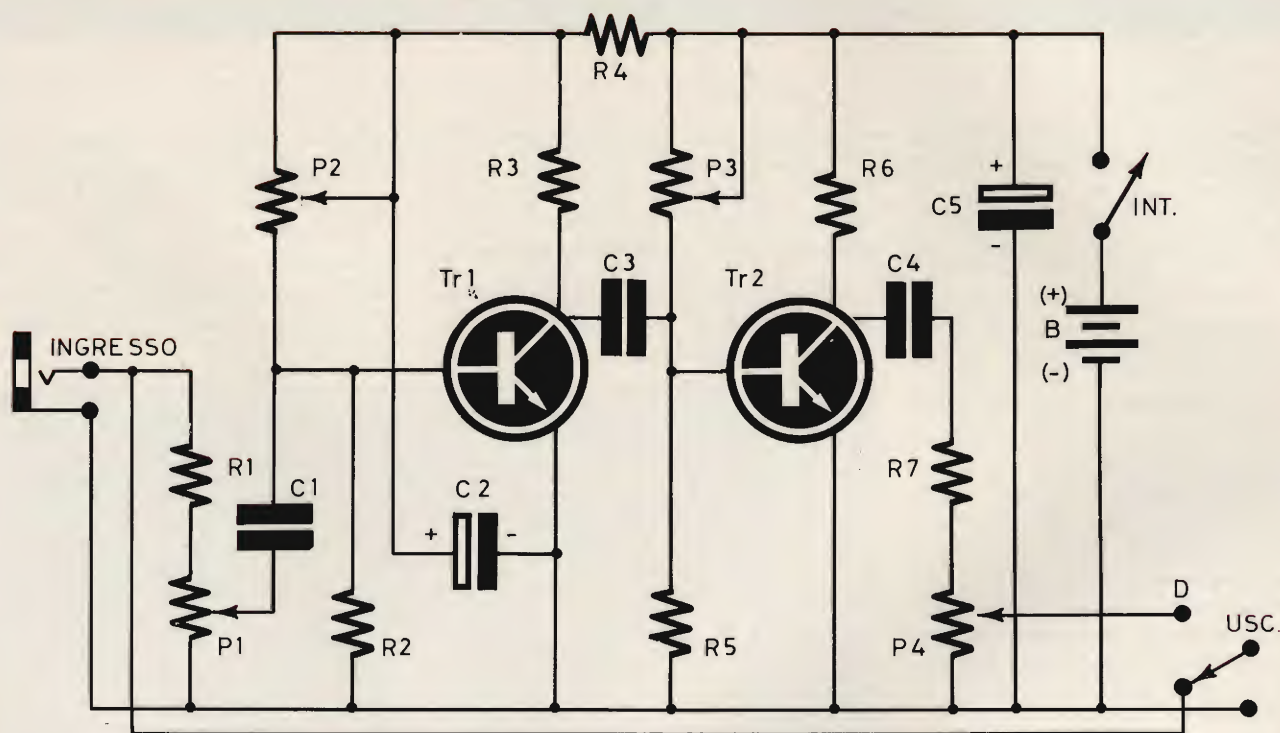 R4
P2
R3
P3
R6
+
C5
-
INT.
Tr1
C3
Tr2
C4
(+)
B
(-)
INGRESSO
R1
C1
C2
+
-
R7
D
P1
R2
R5
P4
USC.